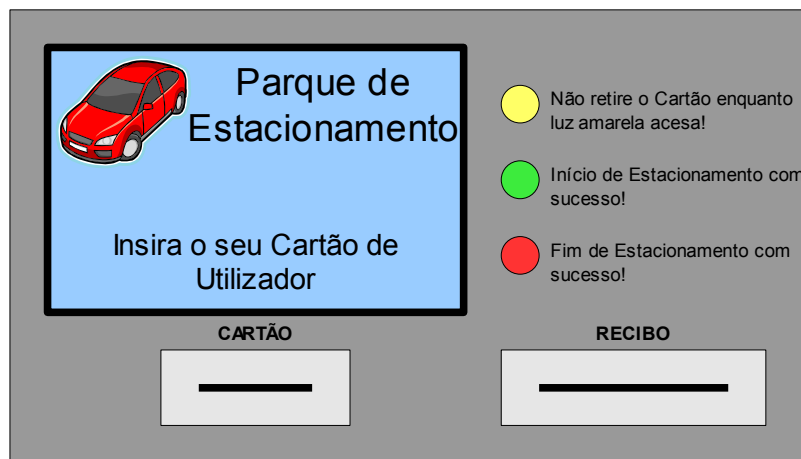 Parque de
Estacionamento
Insira o seu Cartão de
Utilizador
Não retire o Cartão enquanto
luz amarela acesa!
Início de Estacionamento com
sucesso!
Fim de Estacionamento com
sucesso!
CARTÃO
RECIBO